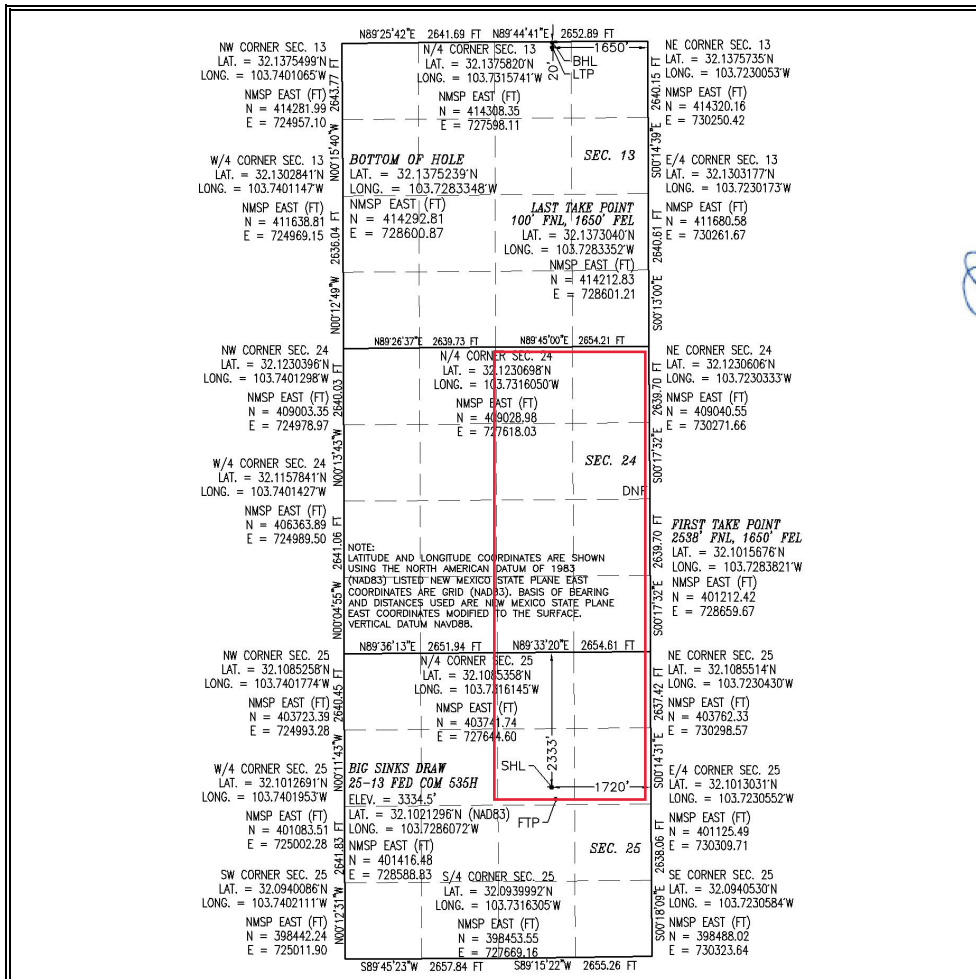 N89°25'42"E 2641.69 FT N89°44'41"E 2652.89 FT
NW CORNER SEC. 13
LAT. = 32.1375499'N
LONG. = 103.7401065'W
NMSP EAST (FT)
N = 414281.99
E = 724957.10
N/4 CORNER SEC. 13
LAT. = 32.1375820'N
LONG. = 103.7315741'W
NMSP EAST (FT)
N = 414308.35
E = 727598.11
1650'
20'
BHL
LTP
NE CORNER SEC. 13
LAT. = 32.1375735'N
LONG. = 103.7230053'W
NMSP EAST (FT)
N = 414320.16
E = 730250.42
N00°15'40"W 2643.77 FT
S00°14'39"E 2640.15 FT
SEC. 13
W/4 CORNER SEC. 13
LAT. = 32.1302841'N
LONG. = 103.7401147'W
NMSP EAST (FT)
N = 411638.81
E = 724969.15
BOTTOM OF HOLE
LAT. = 32.1375239'N
LONG. = 103.7283348'W
NMSP EAST (FT)
N = 414292.81
E = 728600.87
LAST TAKE POINT
100' FNL, 1650' FEL
LAT. = 32.1373040'N
LONG. = 103.7283352'W
NMSP EAST (FT)
N = 414212.83
E = 728601.21
E/4 CORNER SEC. 13
LAT. = 32.1303177'N
LONG. = 103.7230173'W
NMSP EAST (FT)
N = 411680.58
E = 730261.67
N00°12'49"W 2636.04 FT
S00°13'00"E 2640.61 FT
N89°26'37"E 2639.73 FT N89°45'00"E 2654.21 FT
NW CORNER SEC. 24
LAT. = 32.1230396'N
LONG. = 103.7401298'W
NMSP EAST (FT)
N = 409003.35
E = 724978.97
N/4 CORNER SEC. 24
LAT. = 32.1230698'N
LONG. = 103.7316050'W
NMSP EAST (FT)
N = 409028.98
E = 727618.03
NE CORNER SEC. 24
LAT. = 32.1230606'N
LONG. = 103.7230333'W
NMSP EAST (FT)
N = 409040.55
E = 730271.66
N00°13'43"W 2640.03 FT
S00°17'32"E 2639.70 FT
SEC. 24
DNF
W/4 CORNER SEC. 24
LAT. = 32.1157841'N
LONG. = 103.7401427'W
NMSP EAST (FT)
N = 406363.89
E = 724989.50
NOTE:
LATITUDE AND LONGITUDE COORDINATES ARE SHOWN
USING THE NORTH AMERICAN DATUM OF 1983
(NAD83) LISTED NEW MEXICO STATE PLANE EAST
COORDINATES ARE GRID (NAD83). BASIS OF BEARING
AND DISTANCES USED ARE NEW MEXICO STATE PLANE
EAST COORDINATES MODIFIED TO THE SURFACE.
VERTICAL DATUM NAVD88.
FIRST TAKE POINT
2538' FNL, 1650' FEL
LAT. = 32.1015676'N
LONG. = 103.7283821'W
NMSP EAST (FT)
N = 401212.42
E = 728659.67
N00°04'55"W 2641.06 FT
S00°17'32"E 2639.70 FT
N89°36'13"E 2651.94 FT N89°33'20"E 2654.61 FT
NW CORNER SEC. 25
LAT. = 32.1085258'N
LONG. = 103.7401774'W
NMSP EAST (FT)
N = 403723.39
E = 724993.28
N/4 CORNER SEC. 25
LAT. = 32.1085358'N
LONG. = 103.7316145'W
NMSP EAST (FT)
N = 403741.74
E = 727644.60
NE CORNER SEC. 25
LAT. = 32.1085514'N
LONG. = 103.7230430'W
NMSP EAST (FT)
N = 403762.33
E = 730298.57
N00°11'43"W 2640.45 FT
S00°14'31"E 2637.42 FT
2333'
SHL
1720'
FTP
W/4 CORNER SEC. 25
LAT. = 32.1012691'N
LONG. = 103.7401953'W
NMSP EAST (FT)
N = 401083.51
E = 725002.28
BIG SINKS DRAW
25-13 FED COM 535H
ELEV. = 3334.5'
LAT. = 32.1021296'N (NAD83)
LONG. = 103.7286072'W
NMSP EAST (FT)
N = 401416.48
E = 728588.83
E/4 CORNER SEC. 25
LAT. = 32.1013031'N
LONG. = 103.7230552'W
NMSP EAST (FT)
N = 401125.49
E = 730309.71
SEC. 25
N00°12'31"W 2641.83 FT
S00°18'09"E 2638.06 FT
SW CORNER SEC. 25
LAT. = 32.0940086'N
LONG. = 103.7402111'W
NMSP EAST (FT)
N = 398442.24
E = 725011.90
S/4 CORNER SEC. 25
LAT. = 32.0939992'N
LONG. = 103.7316305'W
NMSP EAST (FT)
N = 398453.55
E = 727669.16
SE CORNER SEC. 25
LAT. = 32.0940530'N
LONG. = 103.7230584'W
NMSP EAST (FT)
N = 398488.02
E = 730323.64
S89°45'23"W 2657.84 FT S89°15'22"W 2655.26 FT